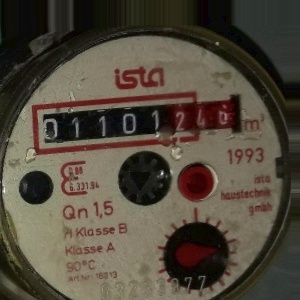 ista
01101246 m³
1993
ista
haustechnik
gmbh
Qn 1,5
H Klasse B
Klasse A
90°C